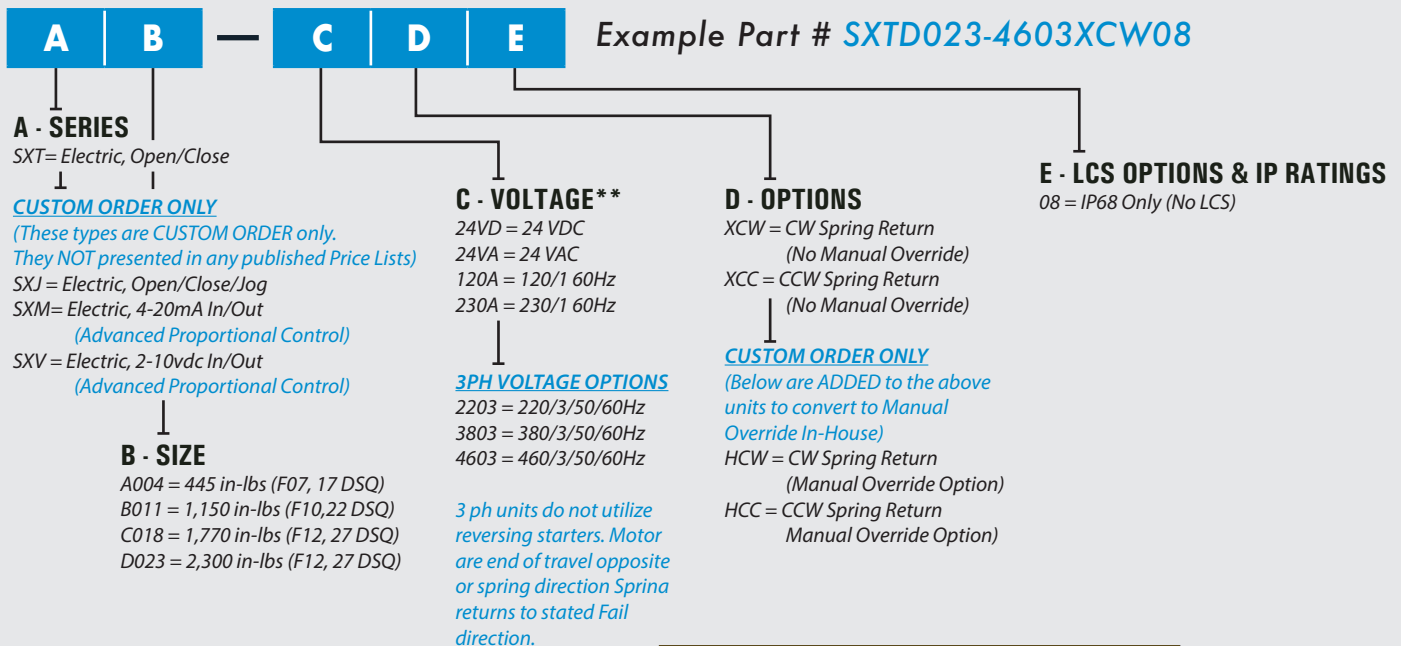 A B — C D E
Example Part # SXTD023-4603XCW08
A - SERIES
SXT= Electric, Open/Close
CUSTOM ORDER ONLY
(These types are CUSTOM ORDER only.
They NOT presented in any published Price Lists)
SXJ = Electric, Open/Close/Jog
SXM= Electric, 4-20mA In/Out
(Advanced Proportional Control)
SXV = Electric, 2-10vdc In/Out
(Advanced Proportional Control)
B - SIZE
A004 = 445 in-lbs (F07, 17 DSQ)
B011 = 1,150 in-lbs (F10,22 DSQ)
C018 = 1,770 in-lbs (F12, 27 DSQ)
D023 = 2,300 in-lbs (F12, 27 DSQ)
C - VOLTAGE**
24VD = 24 VDC
24VA = 24 VAC
120A = 120/1 60Hz
230A = 230/1 60Hz
3PH VOLTAGE OPTIONS
2203 = 220/3/50/60Hz
3803 = 380/3/50/60Hz
4603 = 460/3/50/60Hz
3 ph units do not utilize
reversing starters. Motor
are end of travel opposite
or spring direction Sprina
returns to stated Fail
direction.
D - OPTIONS
XCW = CW Spring Return
(No Manual Override)
XCC = CCW Spring Return
(No Manual Override)
CUSTOM ORDER ONLY
(Below are ADDED to the above
units to convert to Manual
Override In-House)
HCW = CW Spring Return
(Manual Override Option)
HCC = CCW Spring Return
Manual Override Option)
E - LCS OPTIONS & IP RATINGS
08 = IP68 Only (No LCS)